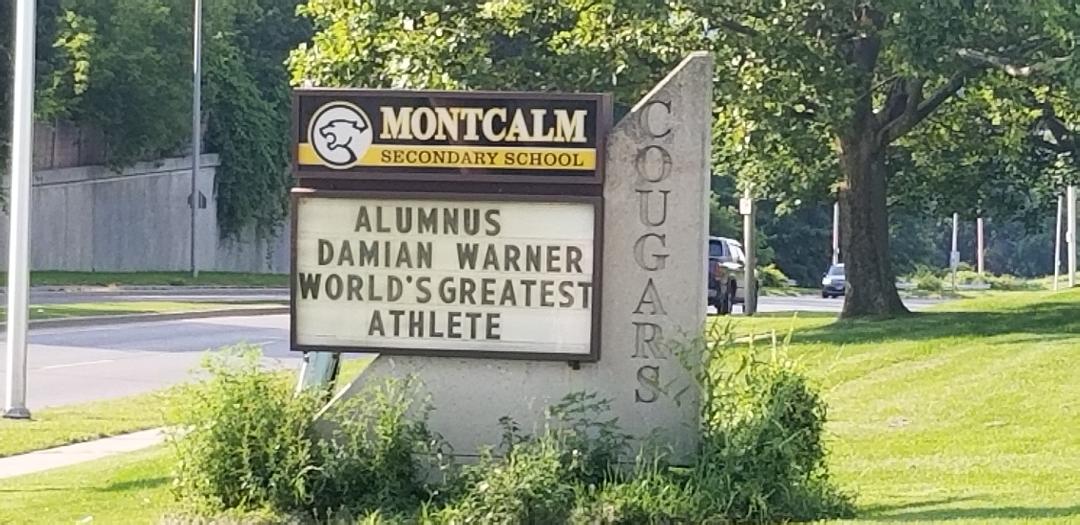 MONTCALM
SECONDARY SCHOOL
ALUMNUS
DAMIAN WARNER
WORLD'S GREATEST
ATHLETE
COUGARS